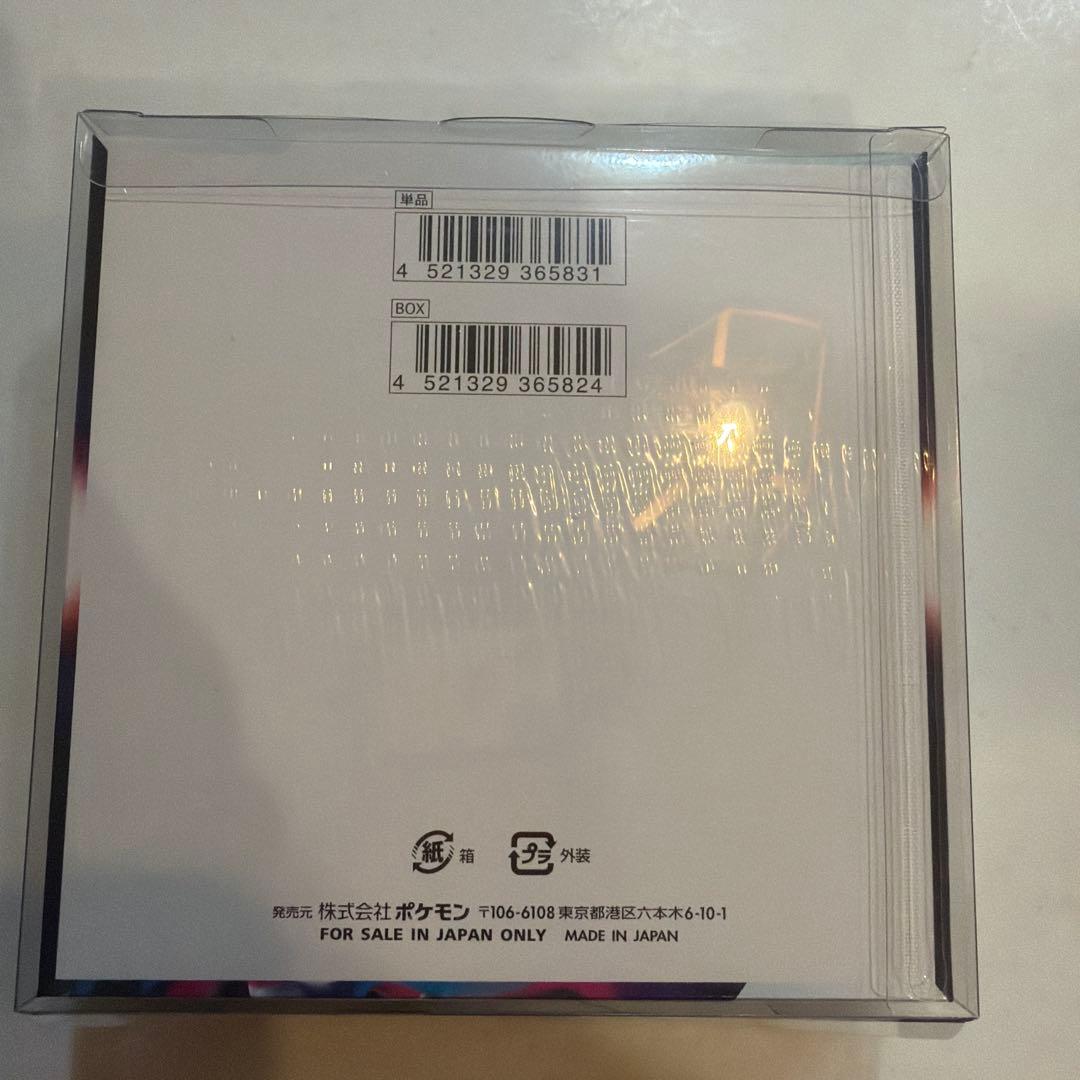 単品
4 521329 365831
BOX
4 521329 365824
紙 箱 プラ 外装
発売元 株式会社ポケモン 〒106-6108 東京都港区六本木6-10-1
FOR SALE IN JAPAN ONLY MADE IN JAPAN